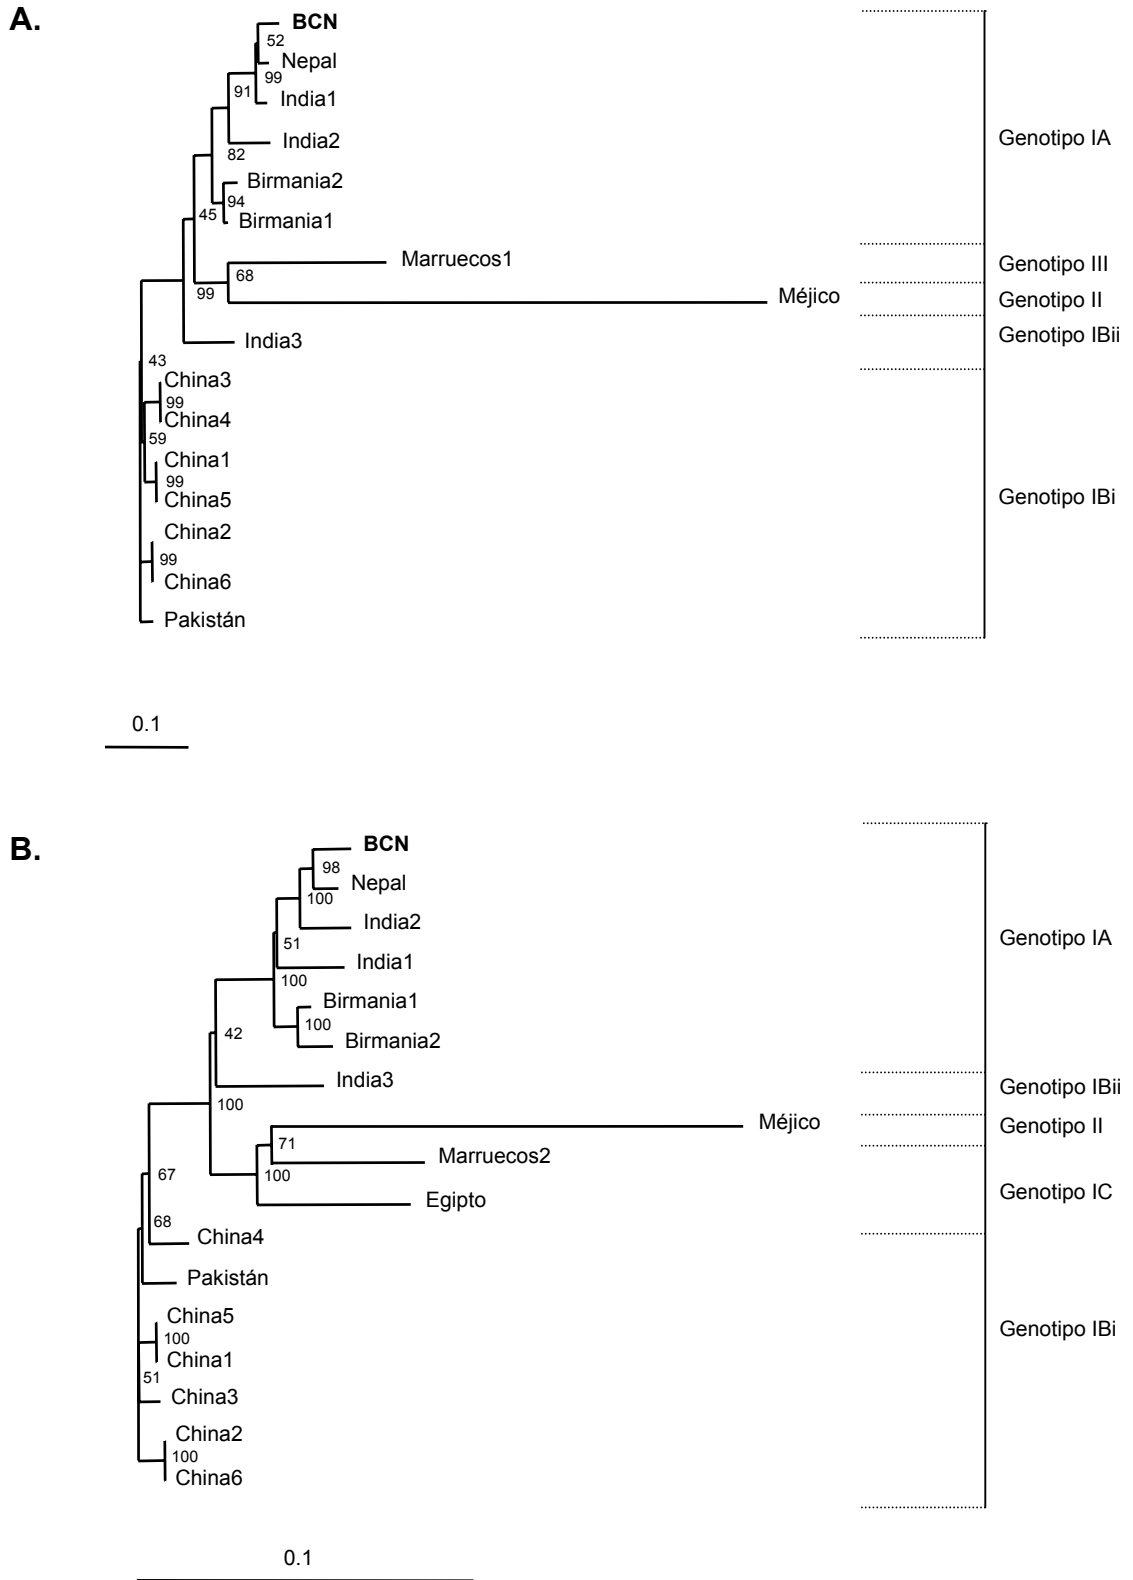 A.
BCN
52
Nepal
99
91
India1
India2
82
Genotipo IA
Birmania2
94
45
Birmania1
Marruecos1
68
Genotipo III
99
Méjico
Genotipo II
India3
Genotipo IBii
43
China3
99
China4
59
China1
99
China5
Genotipo IBi
China2
99
China6
Pakistán
0.1
B.
BCN
98
Nepal
100
India2
51
Genotipo IA
India1
100
Birmania1
100
42
Birmania2
India3
Genotipo IBii
100
Méjico
Genotipo II
71
Marruecos2
100
67
Egipto
Genotipo IC
68
China4
Pakistán
China5
100
Genotipo IBi
China1
51
China3
China2
100
China6
0.1